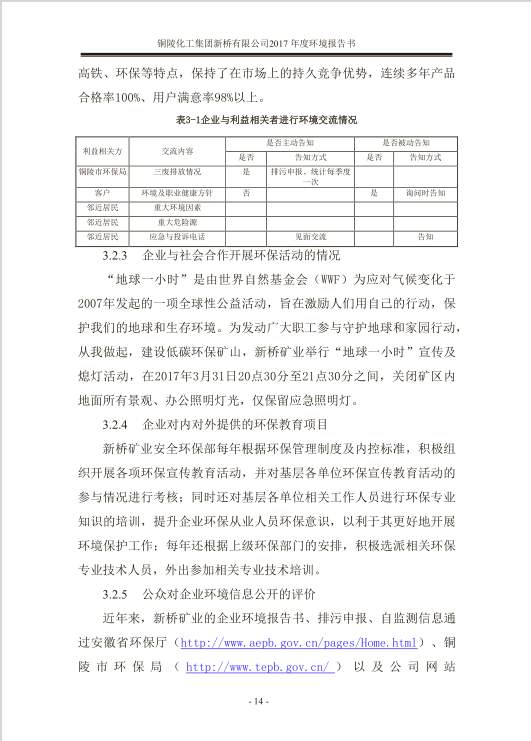 铜陵化工集团新桥有限公司2017 年度环境报告书
高铁、环保等特点，保持了在市场上的持久竞争优势，连续多年产品
合格率100%、用户满意率98%以上。
表3-1企业与利益相关者进行环境交流情况
利益相关方 交流内容 是否主动告知 是否被动告知
是否 告知方式 是否 告知方式
铜陵市环保局 三废排放情况 是 排污申报、统计每季度
一次
客户 环境及职业健康方针 否 是 询问时告知
邻近居民 重大环境因素
邻近居民 重大危险源
邻近居民 应急与投诉电话 见面交流 告知
3.2.3 企业与社会合作开展环保活动的情况
“地球一小时”是由世界自然基金会（WWF）为应对气候变化于
2007年发起的一项全球性公益活动，旨在激励人们用自己的行动，保
护我们的地球和生存环境。为发动广大职工参与守护地球和家园行动，
从我做起，建设低碳环保矿山，新桥矿业举行“地球一小时”宣传及
熄灯活动，在2017年3月31日20点30分至21点30分之间，关闭矿区内
地面所有景观、办公照明灯光，仅保留应急照明灯。
3.2.4 企业对内对外提供的环保教育项目
新桥矿业安全环保部每年根据环保管理制度及内控标准，积极组
织开展各项环保宣传教育活动，并对基层各单位环保宣传教育活动的
参与情况进行考核；同时还对基层各单位相关工作人员进行环保专业
知识的培训，提升企业环保从业人员环保意识，以利于其更好地开展
环境保护工作；每年还根据上级环保部门的安排，积极选派相关环保
专业技术人员，外出参加相关专业技术培训。
3.2.5 公众对企业环境信息公开的评价
近年来，新桥矿业的企业环境报告书、排污申报、自监测信息通
过安徽省环保厅（http://www.aepb.gov.cn/pages/Home.html）、铜
陵市环保局（http://www.tepb.gov.cn/）以及公司网站
- 14 -